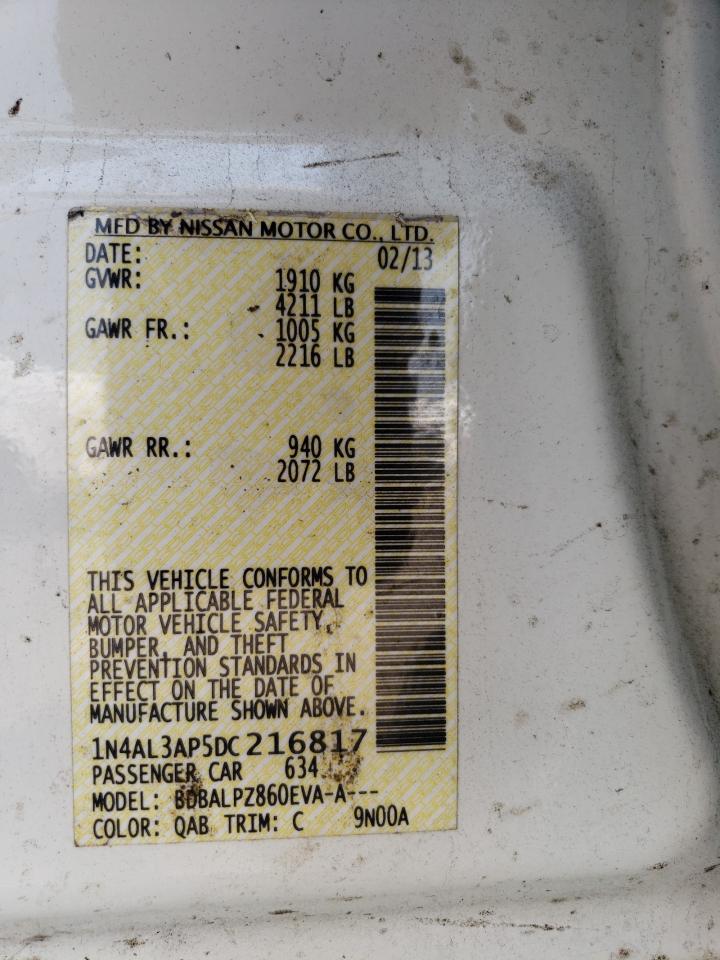 MFD BY NISSAN MOTOR CO., LTD.
DATE: 02/13
GVWR: 1910 KG
4211 LB
GAWR FR.: 1005 KG
2216 LB
GAWR RR.: 940 KG
2072 LB
THIS VEHICLE CONFORMS TO
ALL APPLICABLE FEDERAL
MOTOR VEHICLE SAFETY,
BUMPER, AND THEFT
PREVENTION STANDARDS IN
EFFECT ON THE DATE OF
MANUFACTURE SHOWN ABOVE.
1N4AL3AP5DC216817
PASSENGER CAR 634
MODEL: BDBALPZ860EVA-A---
COLOR: QAB TRIM: C 9N00A